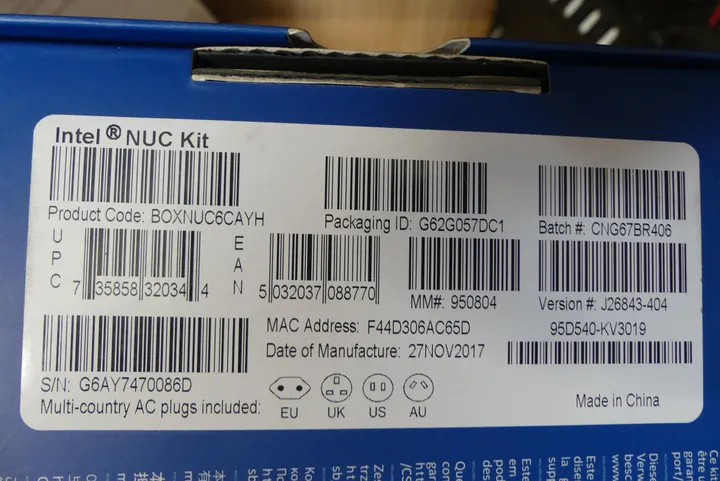 Intel® NUC Kit
Product Code: BOXNUC6CAYH
Packaging ID: G62G057DC1
Batch #: CNG67BR406
UPC
7 35858 32034 4
EAN
5 032037 088770
MM#: 950804
Version #: J26843-404
MAC Address: F44D306AC65D
95D540-KV3019
Date of Manufacture: 27NOV2017
S/N: G6AY7470086D
Multi-country AC plugs included:
EU
UK
US
AU
Made in China